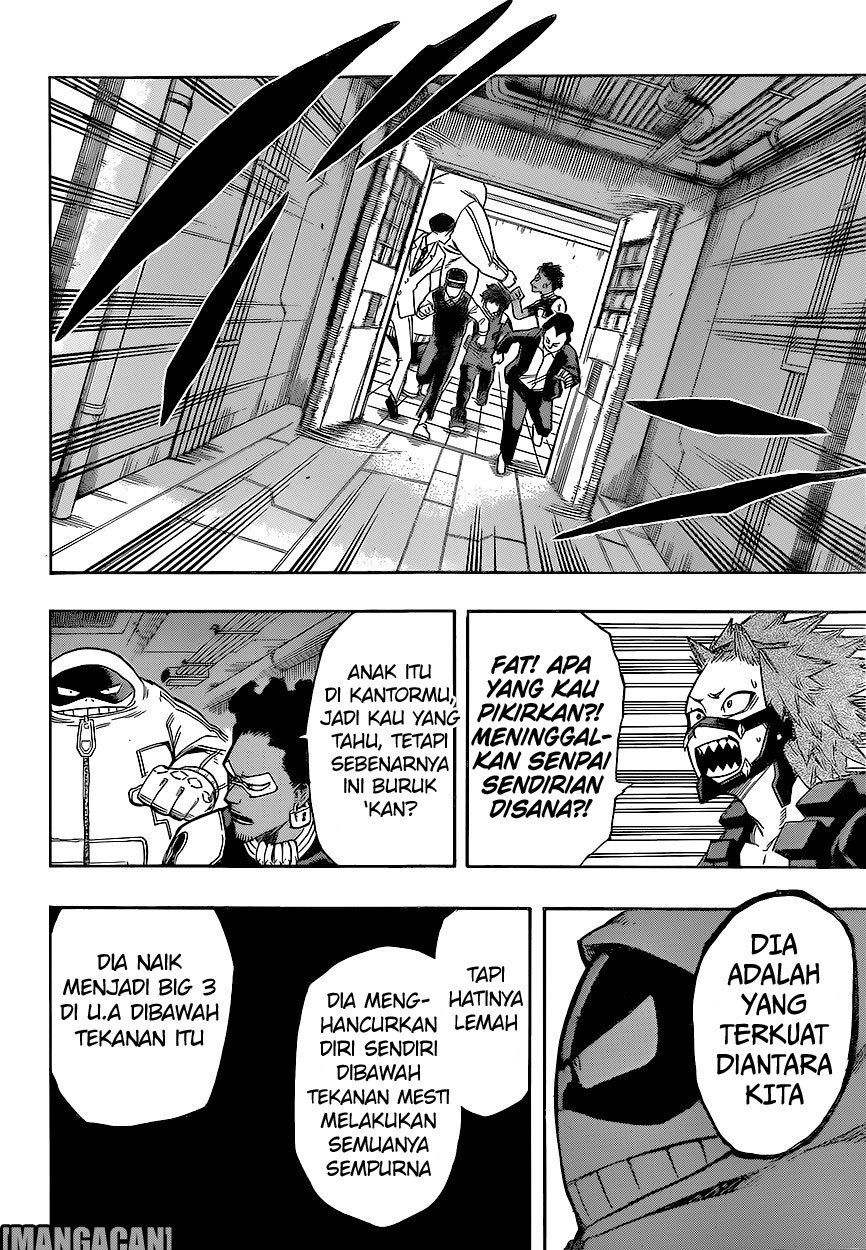 FAT! APA
YANG KAU
PIKIRKAN?!
MENINGGAL-
KAN SENPAI
SENDIRIAN
DISANA?!
ANAK ITU
DI KANTORMU,
JADI KAU YANG
TAHU, TETAPI
SEBENARNYA
INI BURUK
'KAN?
DIA
ADALAH
YANG
TERKUAT
DIANTARA
KITA
TAPI
HATINYA
LEMAH
DIA MENG-
HANCURKAN
DIRI SENDIRI
DIBAWAH
TEKANAN MESTI
MELAKUKAN
SEMUANYA
SEMPURNA
DIA NAIK
MENJADI BIG 3
DI U.A DIBAWAH
TEKANAN ITU
[MANGACAN]